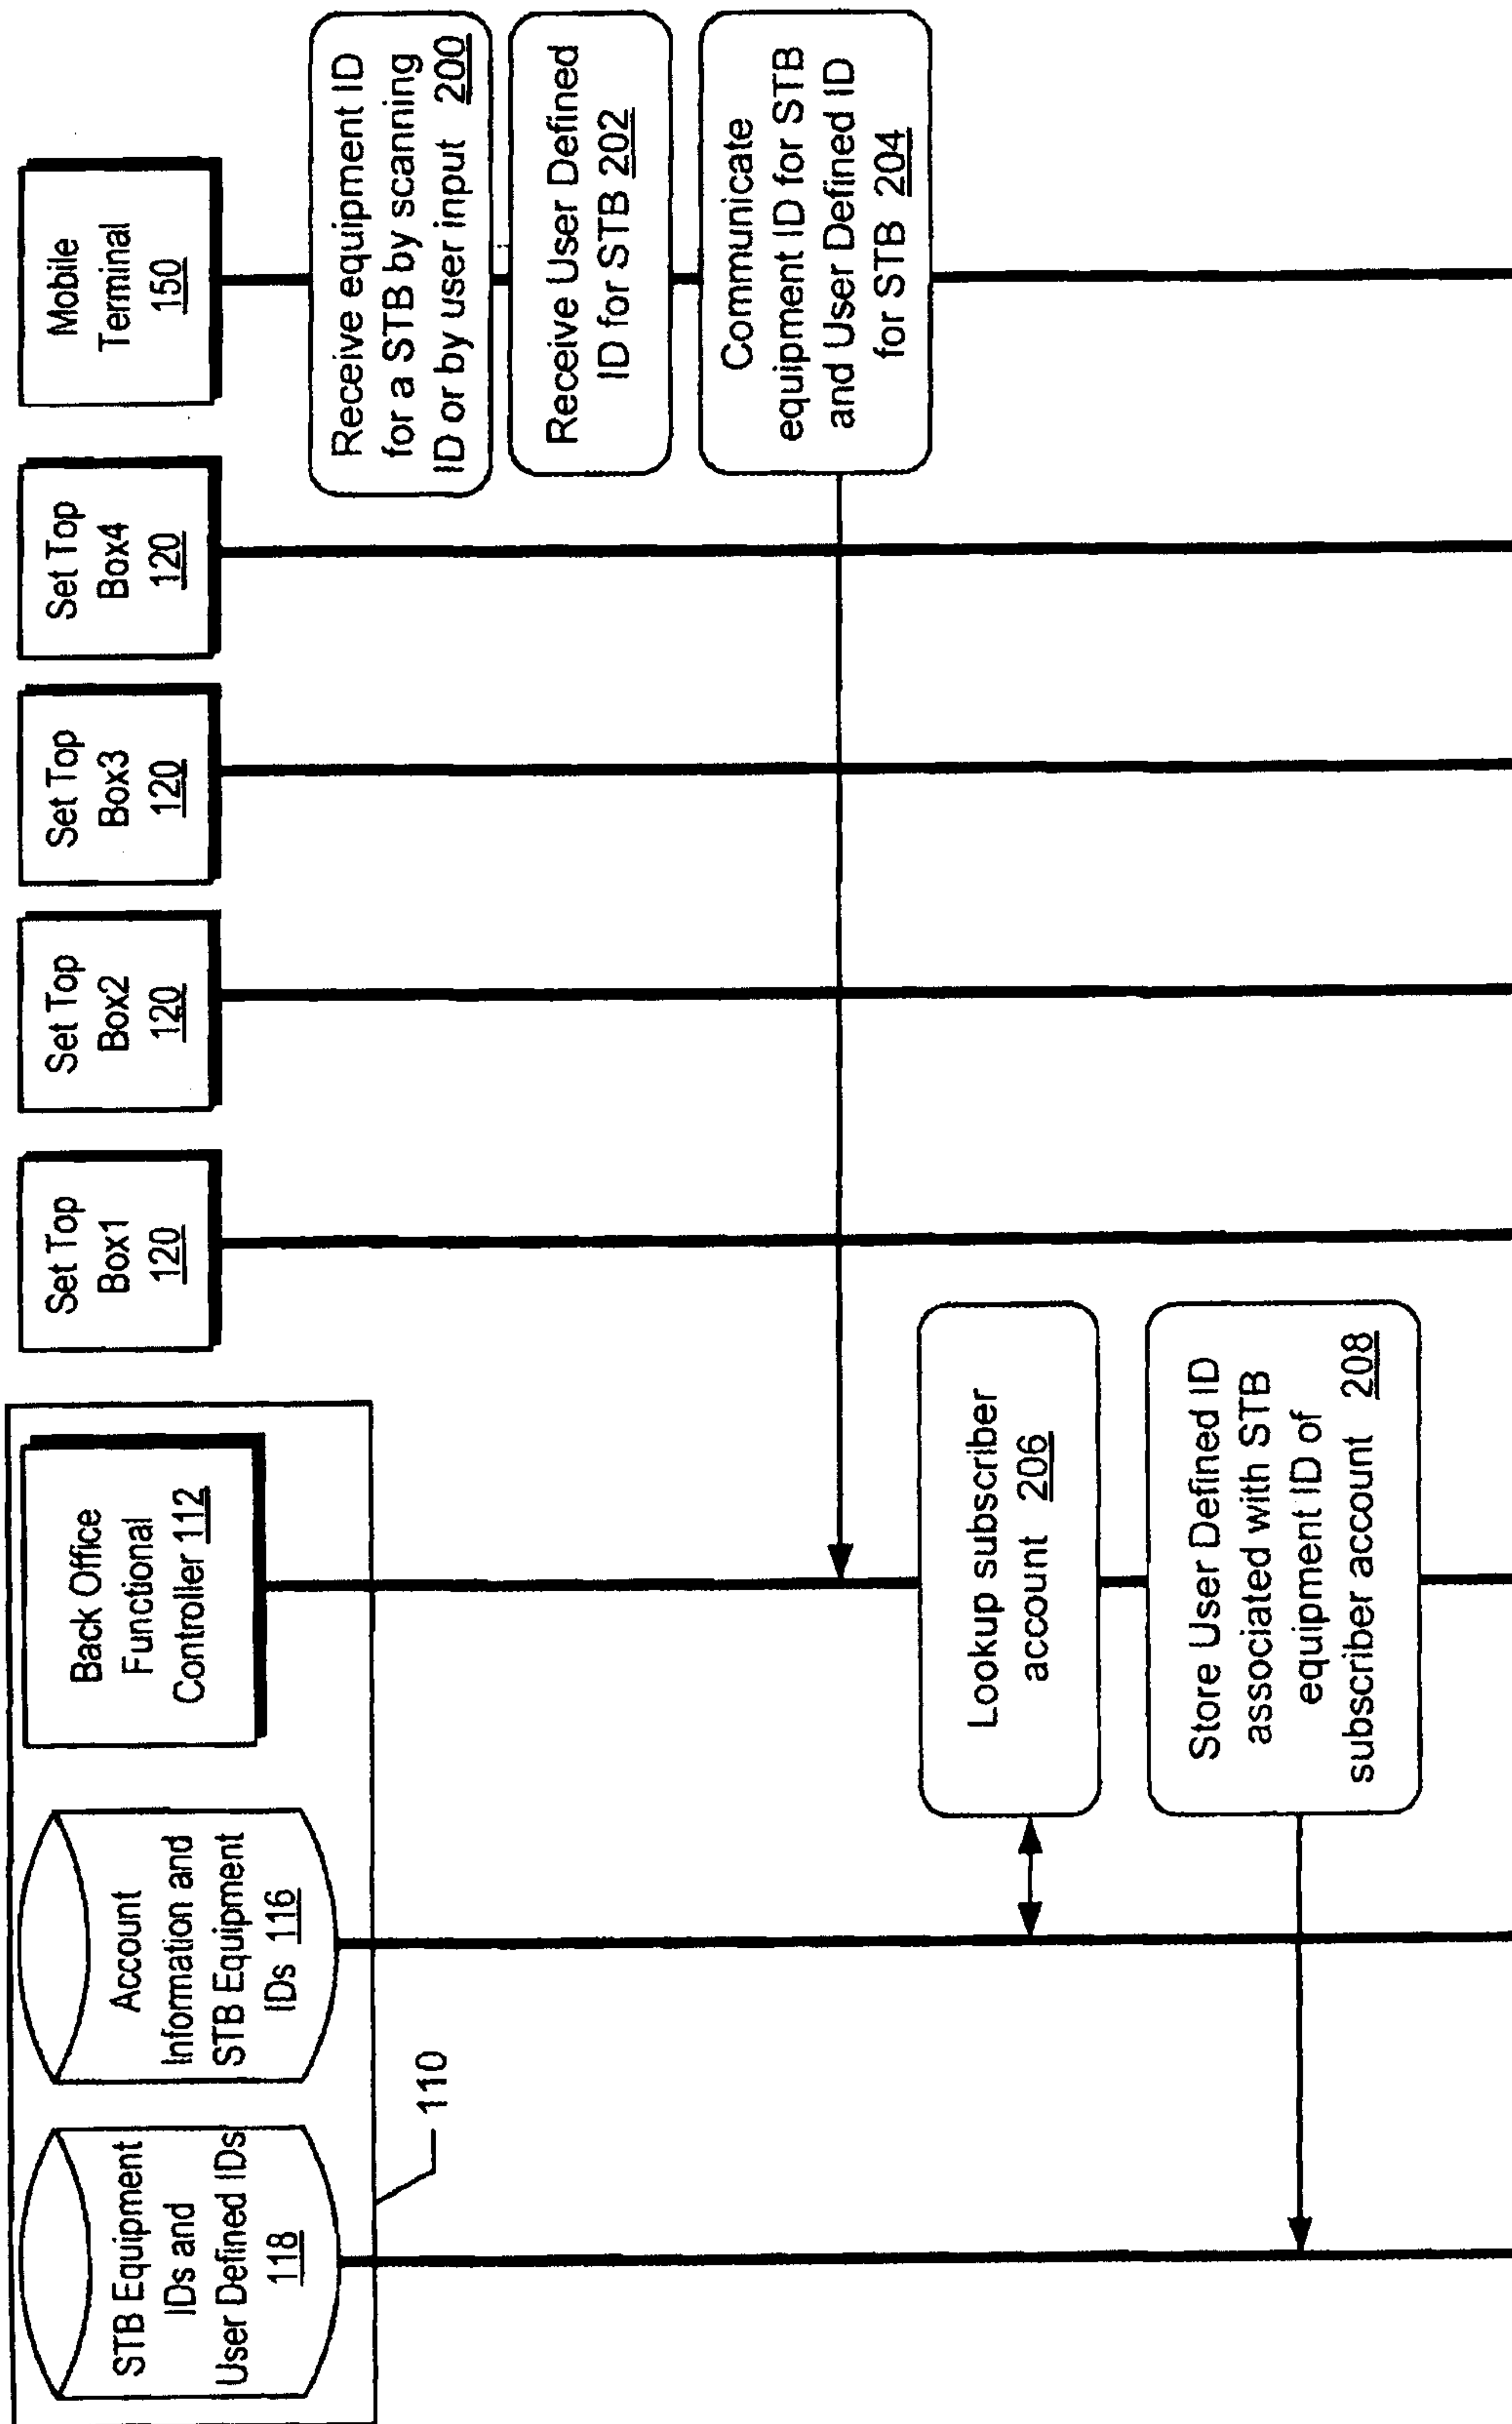 STB Equipment
IDs and
User Defined IDs
118
Account
Information and
STB Equipment
IDs 116
Back Office
Functional
Controller 112
Set Top
Box1
120
Set Top
Box2
120
Set Top
Box3
120
Set Top
Box4
120
Mobile
Terminal
150
110
Receive equipment ID
for a STB by scanning
ID or by user input 200
Receive User Defined
ID for STB 202
Communicate
equipment ID for STB
and User Defined ID
for STB 204
Lookup subscriber
account 206
Store User Defined ID
associated with STB
equipment ID of
subscriber account 208